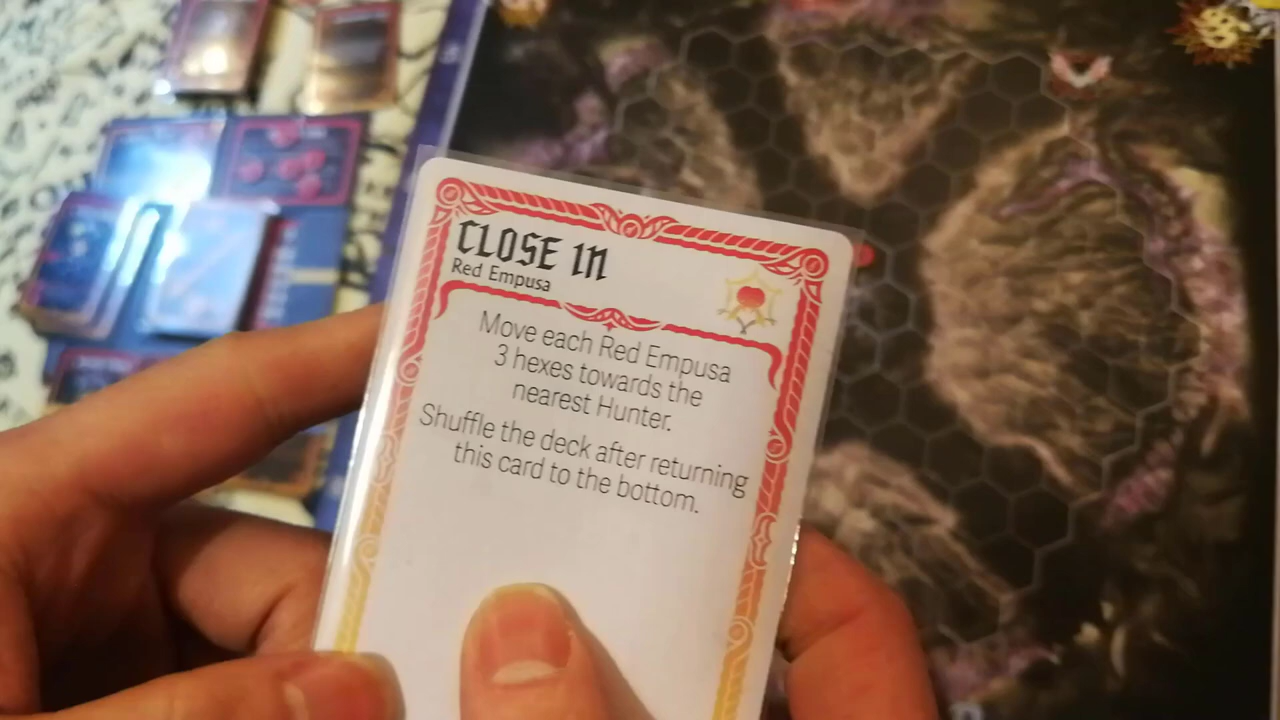 CLOSE IN
Red Empusa
Move each Red Empusa
3 hexes towards the
nearest Hunter.
Shuffle the deck after returning
this card to the bottom.